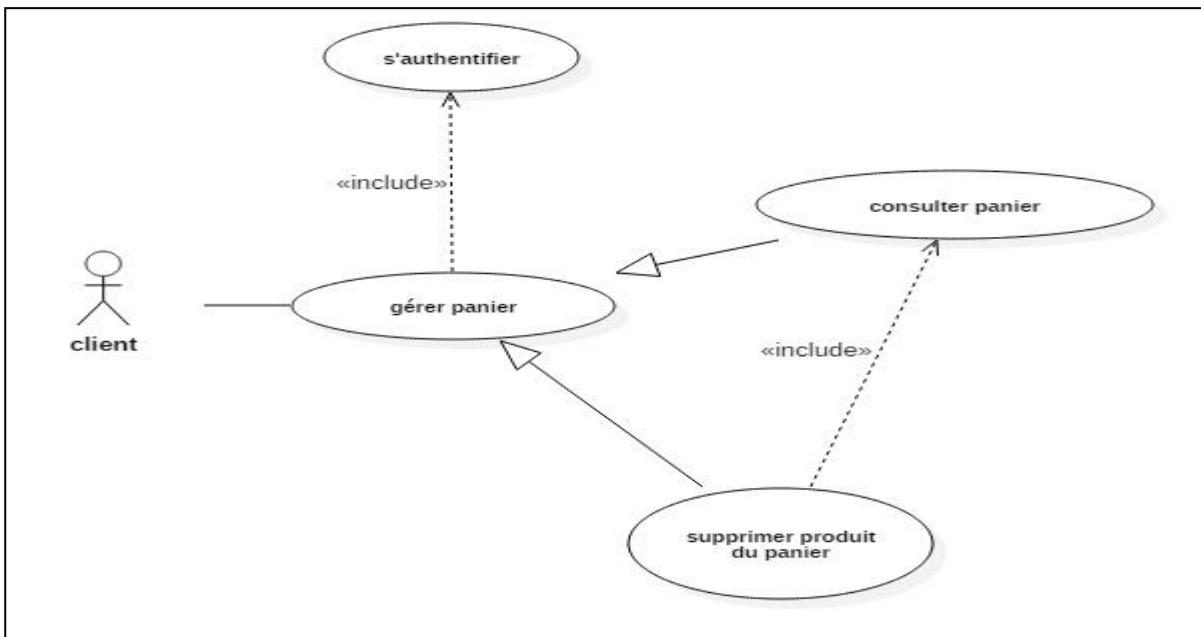 s'authentifier
«include»
consulter panier
gérer panier
client
«include»
supprimer produit
du panier